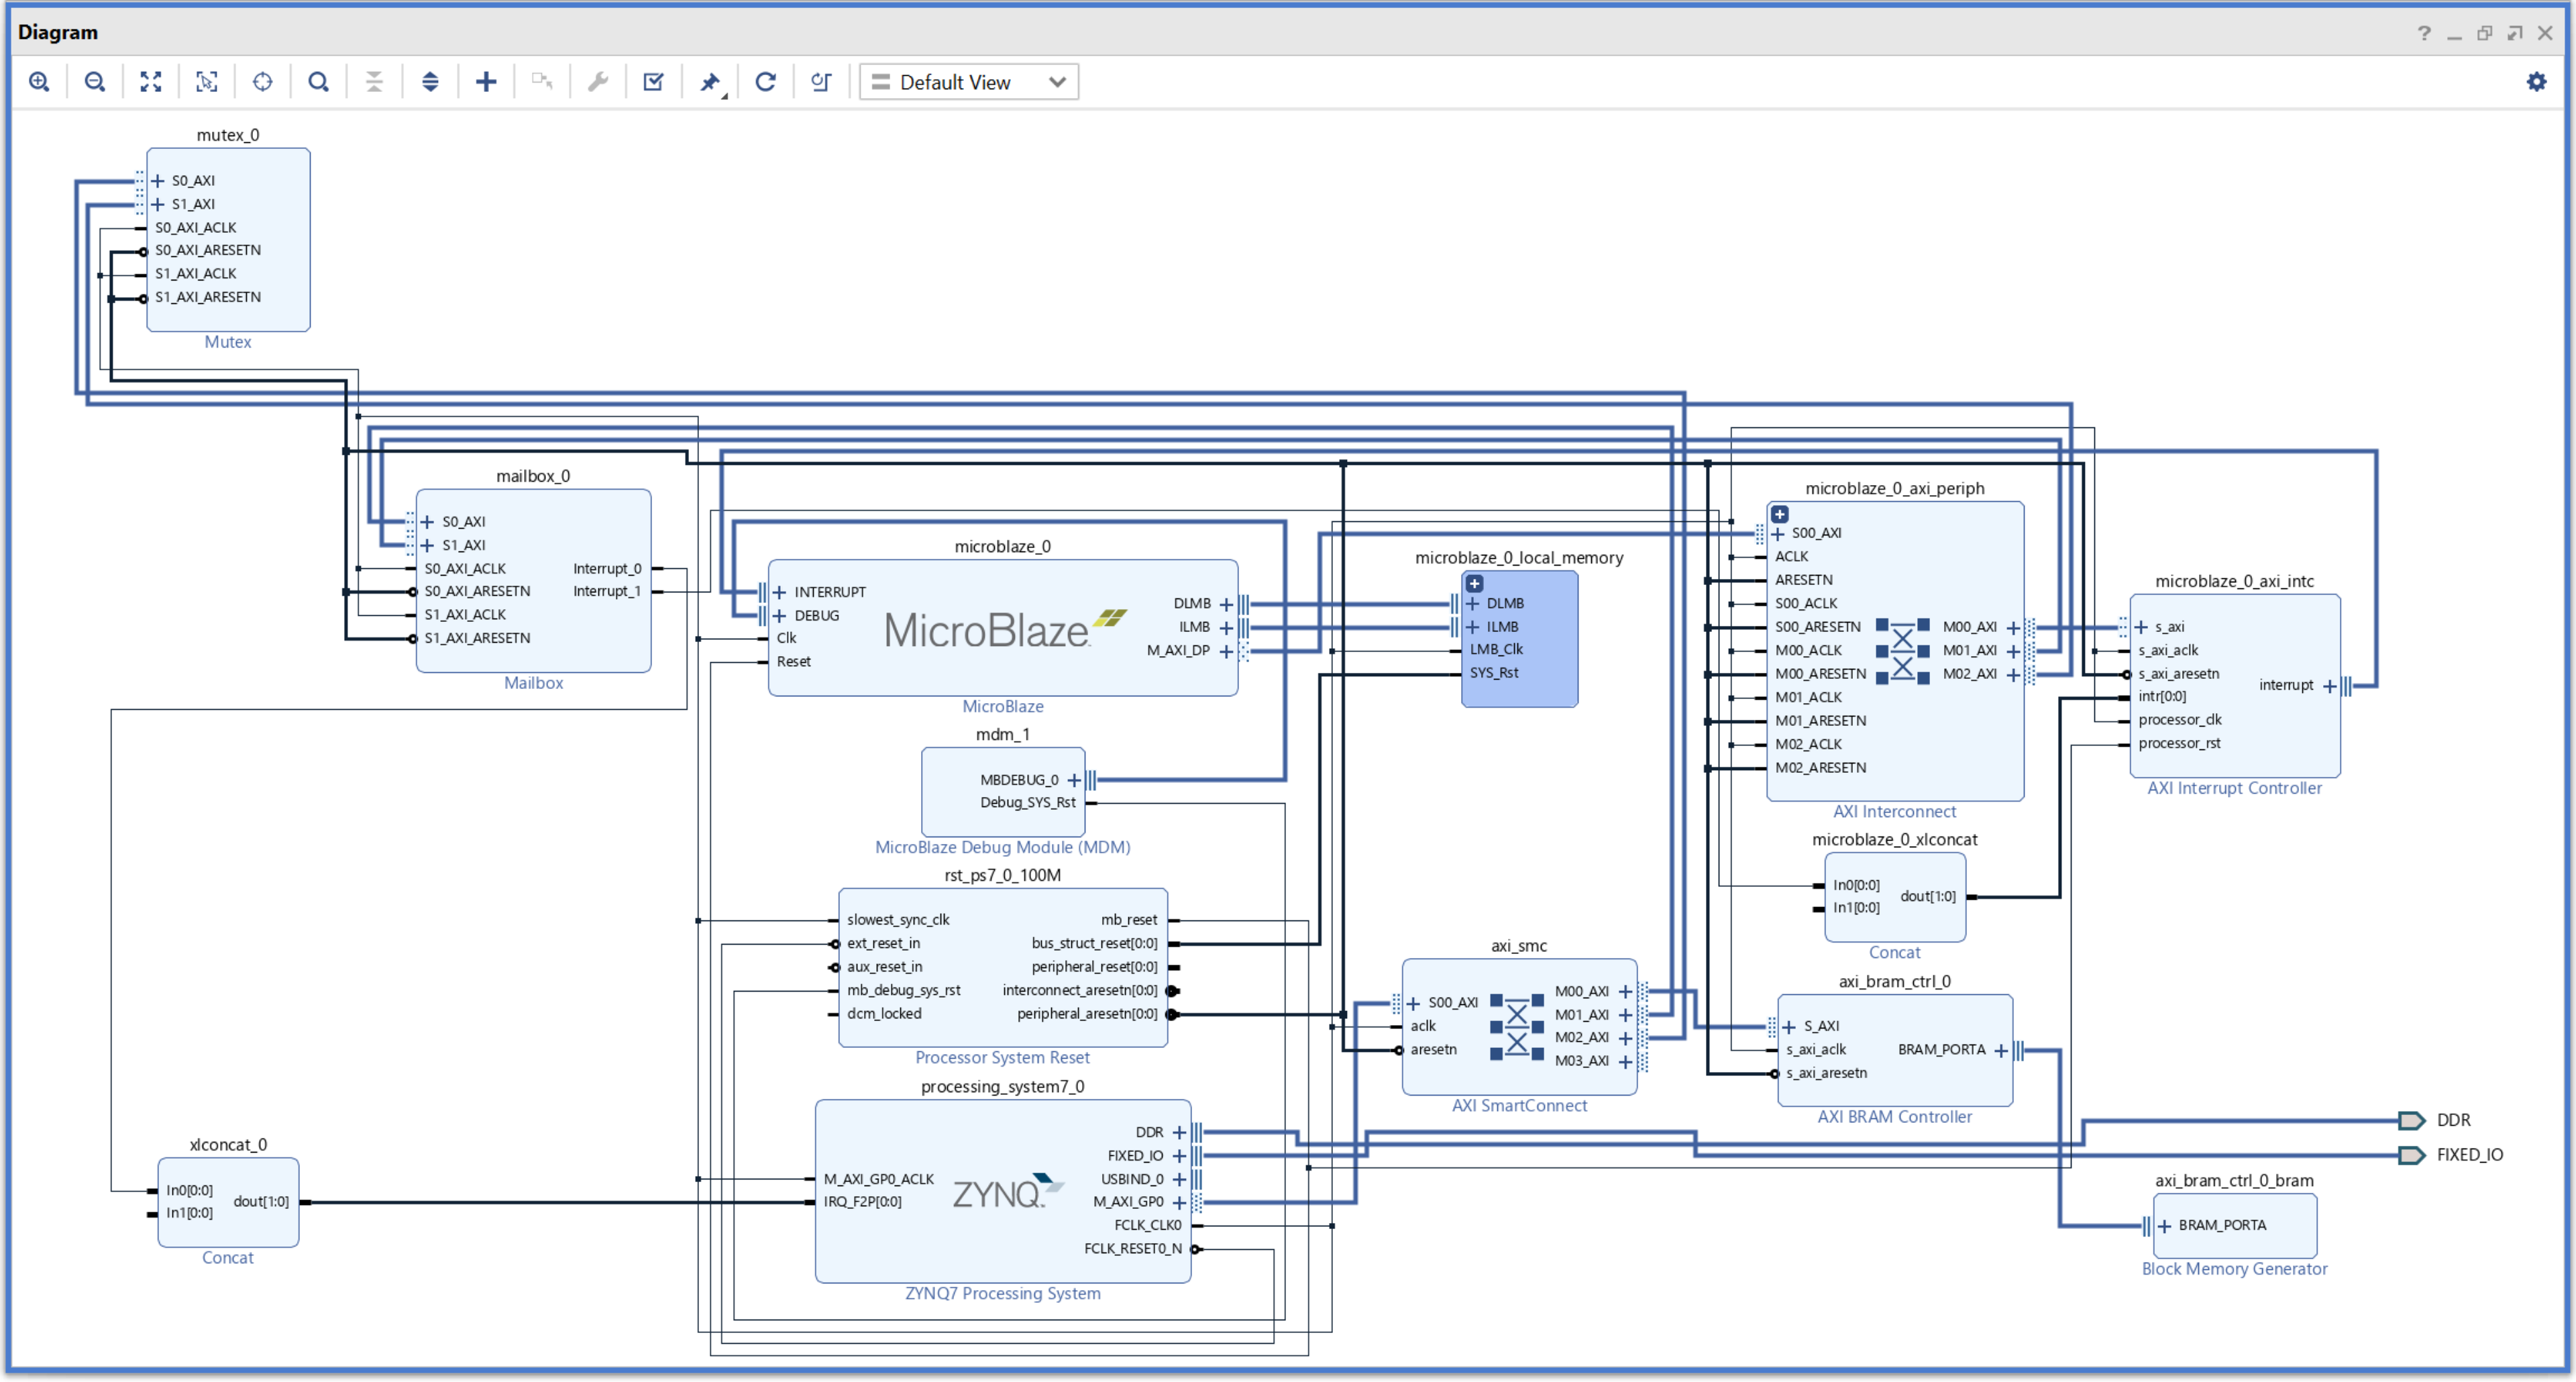 Diagram
Default View
mutex_0
S0_AXI
S1_AXI
S0_AXI_ACLK
S0_AXI_ARESETN
S1_AXI_ACLK
S1_AXI_ARESETN
Mutex
mailbox_0
S0_AXI
S1_AXI
S0_AXI_ACLK
S0_AXI_ARESETN
S1_AXI_ACLK
S1_AXI_ARESETN
Interrupt_0
Interrupt_1
Mailbox
microblaze_0
INTERRUPT
DEBUG
Clk
Reset
MicroBlaze
DLMB
ILMB
M_AXI_DP
MicroBlaze
mdm_1
MBDEBUG_0
Debug_SYS_Rst
MicroBlaze Debug Module (MDM)
rst_ps7_0_100M
slowest_sync_clk
ext_reset_in
aux_reset_in
mb_debug_sys_rst
dcm_locked
mb_reset
bus_struct_reset[0:0]
peripheral_reset[0:0]
interconnect_aresetn[0:0]
peripheral_aresetn[0:0]
Processor System Reset
processing_system7_0
M_AXI_GP0_ACLK
IRQ_F2P[0:0]
ZYNQ
DDR
FIXED_IO
USBIND_0
M_AXI_GP0
FCLK_CLK0
FCLK_RESET0_N
ZYNQ7 Processing System
xlconcat_0
In0[0:0]
In1[0:0]
dout[1:0]
Concat
microblaze_0_local_memory
DLMB
ILMB
LMB_Clk
SYS_Rst
axi_smc
S00_AXI
aclk
aresetn
M00_AXI
M01_AXI
M02_AXI
M03_AXI
AXI SmartConnect
microblaze_0_axi_periph
S00_AXI
ACLK
ARESETN
S00_ACLK
S00_ARESETN
M00_ACLK
M00_ARESETN
M01_ACLK
M01_ARESETN
M02_ACLK
M02_ARESETN
M00_AXI
M01_AXI
M02_AXI
AXI Interconnect
microblaze_0_axi_intc
s_axi
s_axi_aclk
s_axi_aresetn
intr[0:0]
processor_clk
processor_rst
interrupt
AXI Interrupt Controller
microblaze_0_xlconcat
In0[0:0]
In1[0:0]
dout[1:0]
Concat
axi_bram_ctrl_0
S_AXI
s_axi_aclk
s_axi_aresetn
BRAM_PORTA
AXI BRAM Controller
DDR
FIXED_IO
axi_bram_ctrl_0_bram
BRAM_PORTA
Block Memory Generator